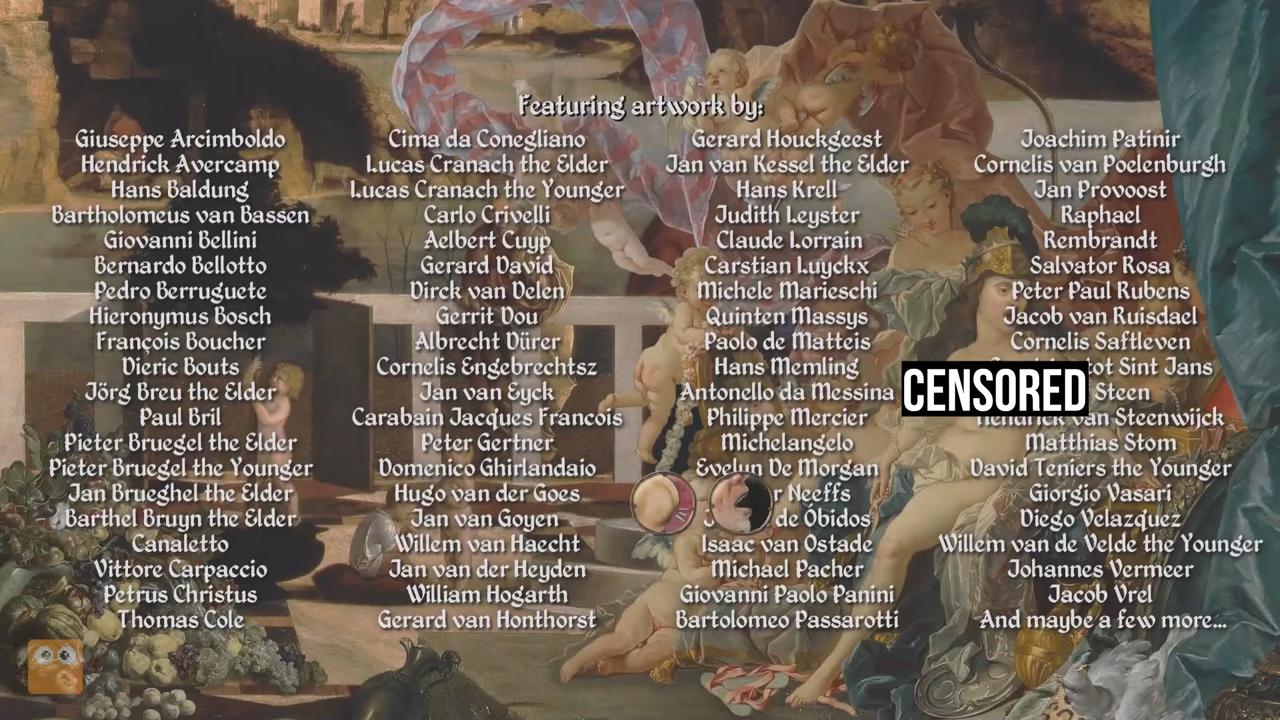 Featuring artwork by:
Giuseppe Arcimboldo
Hendrick Avercamp
Hans Baldung
Bartholomeus van Bassen
Giovanni Bellini
Bernardo Bellotto
Pedro Berruguete
Hieronymus Bosch
François Boucher
Dieric Bouts
Jörg Breu the Elder
Paul Bril
Pieter Bruegel the Elder
Pieter Bruegel the Younger
Jan Brueghel the Elder
Barthel Bruyn the Elder
Canaletto
Vittore Carpaccio
Petrus Christus
Thomas Cole
Cima da Conegliano
Lucas Cranach the Elder
Lucas Cranach the Younger
Carlo Crivelli
Aelbert Cuyp
Gerard David
Dirck van Delen
Gerrit Dou
Albrecht Dürer
Cornelis Engebrechtsz
Jan van Eyck
Carabain Jacques Francois
Peter Gertner
Domenico Ghirlandaio
Hugo van der Goes
Jan van Goyen
Willem van Haecht
Jan van der Heyden
William Hogarth
Gerard van Honthorst
Gerard Houckgeest
Jan van Kessel the Elder
Hans Krell
Judith Leyster
Claude Lorrain
Carstian Luyckx
Michele Marieschi
Quinten Massys
Paolo de Matteis
Hans Memling
Antonello da Messina
Philippe Mercier
Michelangelo
Evelyn De Morgan
Neeffs
de Óbidos
Isaac van Ostade
Michael Pacher
Giovanni Paolo Panini
Bartolomeo Passarotti
Joachim Patinir
Cornelis van Poelenburgh
Jan Provoost
Raphael
Rembrandt
Salvator Rosa
Peter Paul Rubens
Jacob van Ruisdael
Cornelis Saftleven
Sint Jans
CENSORED
Steen
van Steenwijck
Matthias Stom
David Teniers the Younger
Giorgio Vasari
Diego Velazquez
Willem van de Velde the Younger
Johannes Vermeer
Jacob Vrel
And maybe a few more...